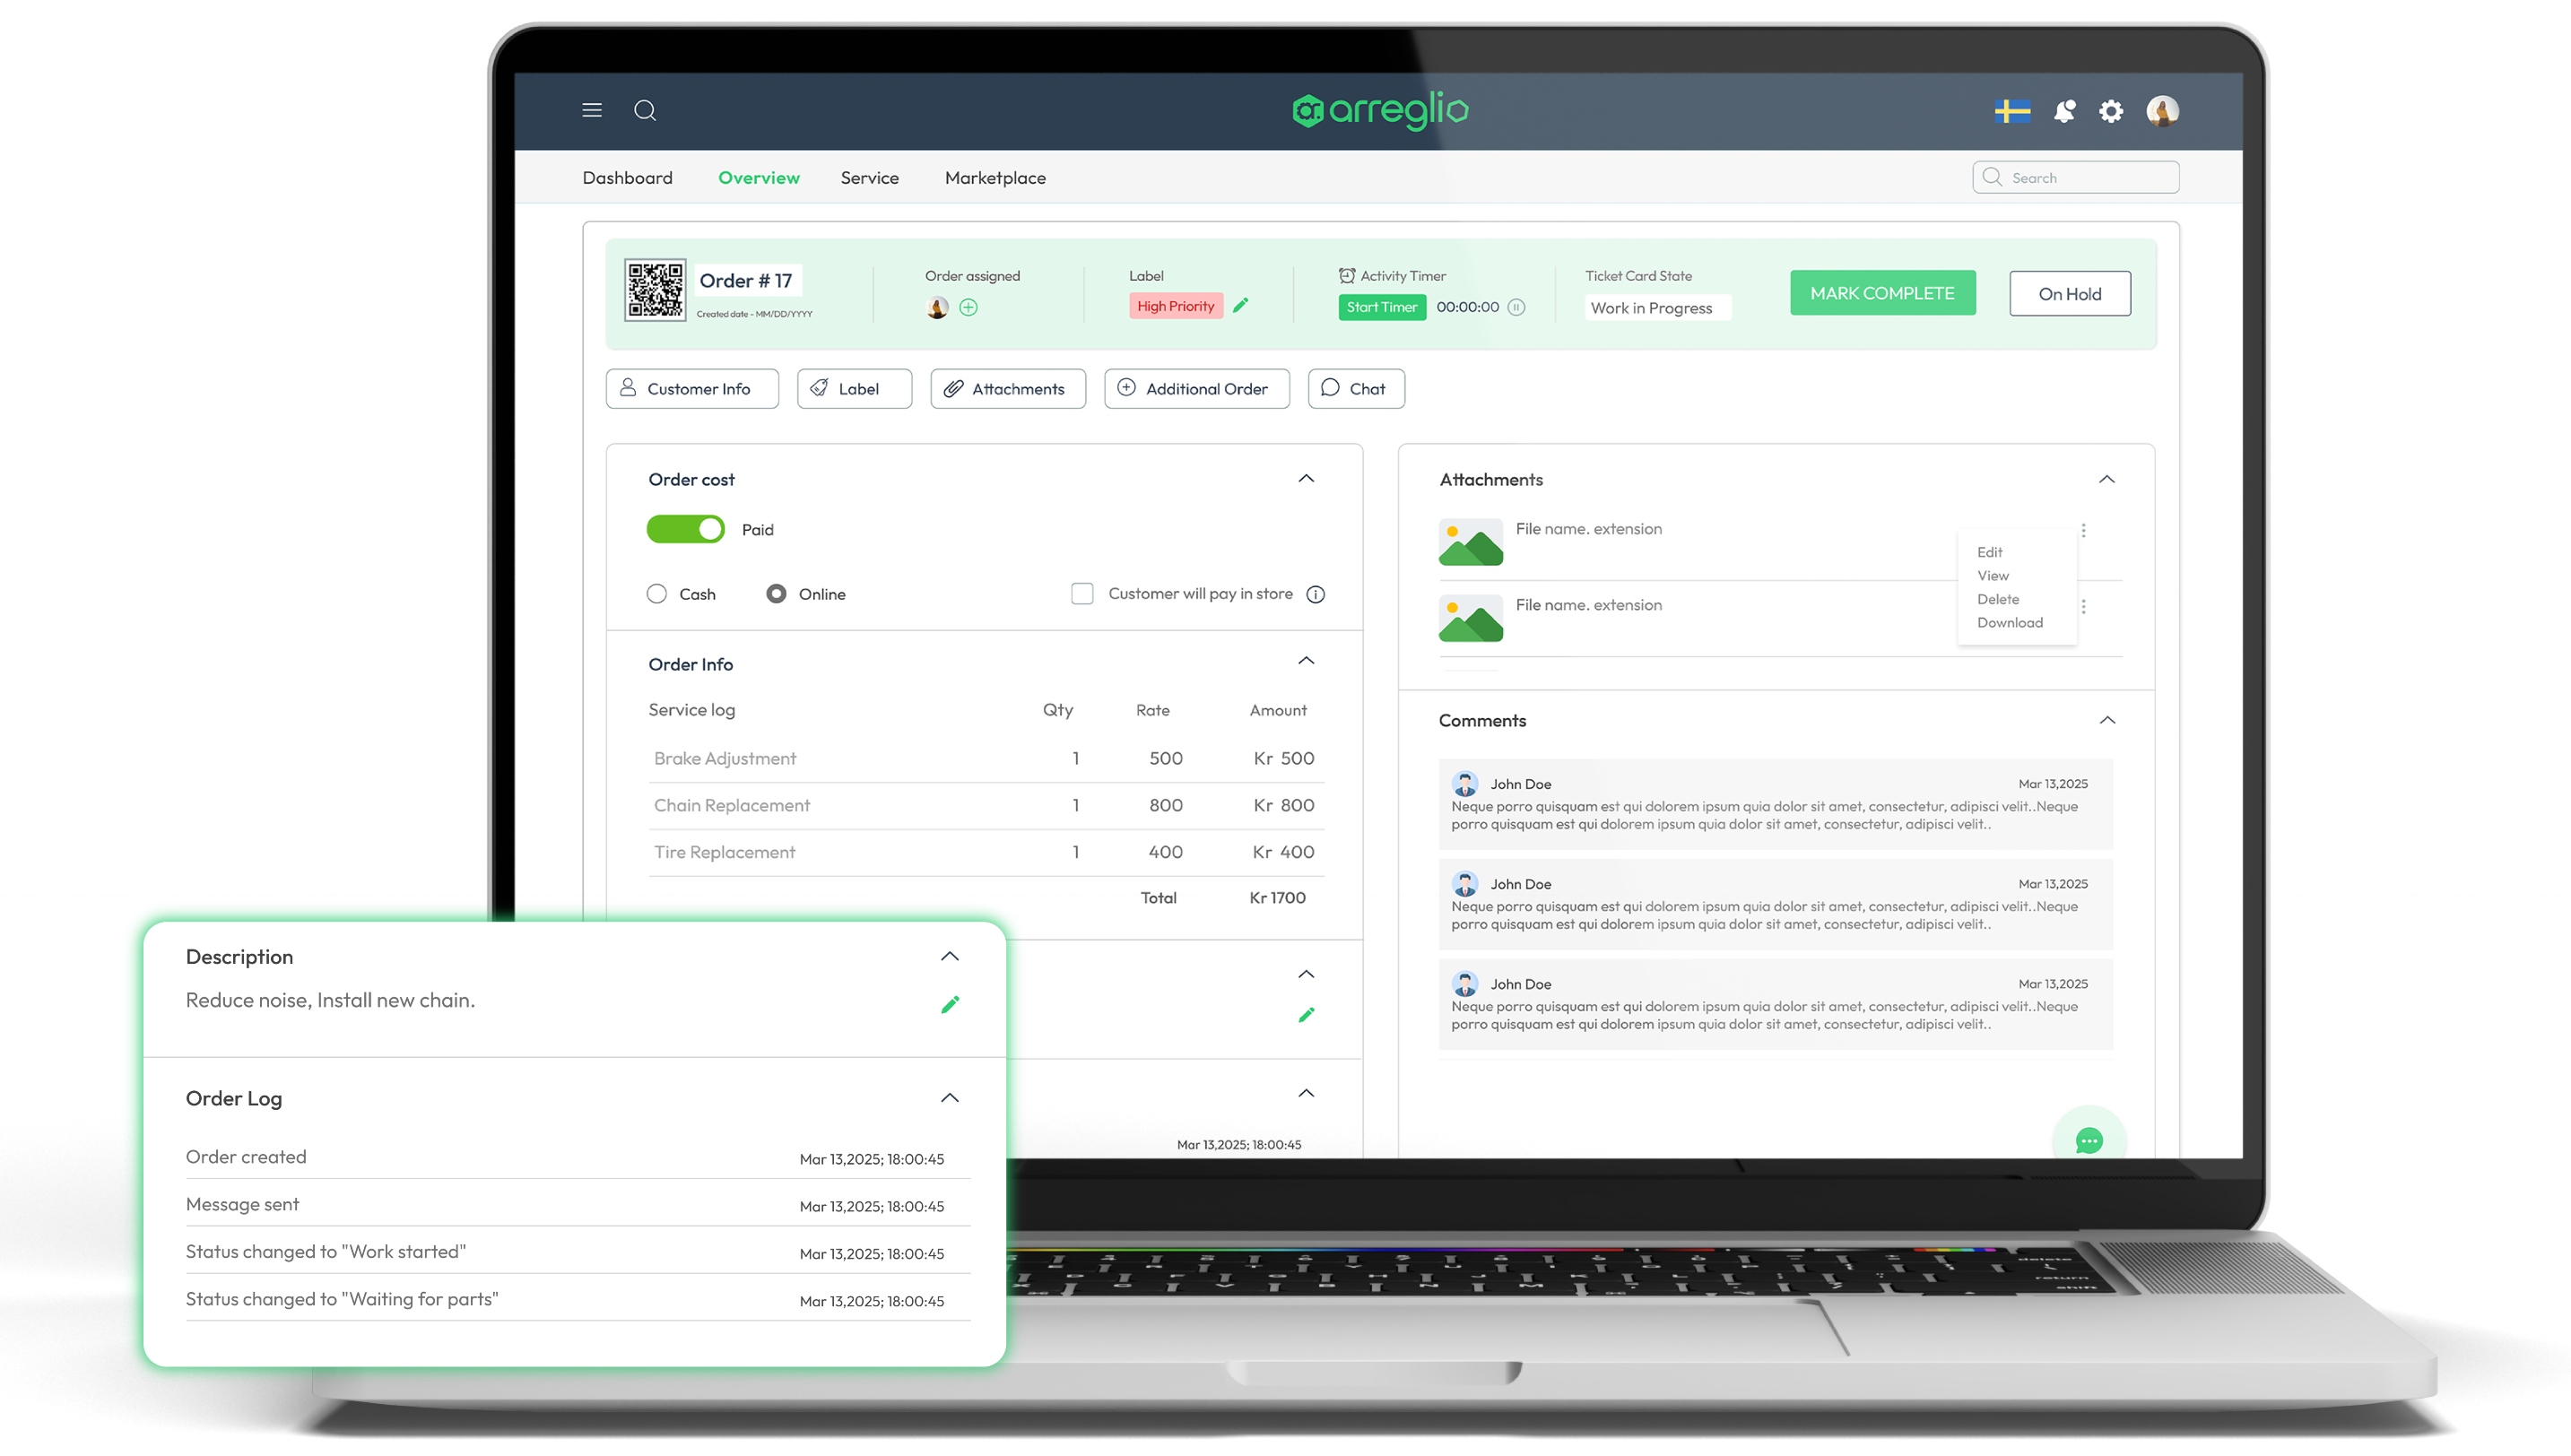 arreglio
Dashboard Overview Service Marketplace Search
Order # 17
Created date - MM/DD/YYYY
Order assigned
Label
High Priority
Activity Timer
Start Timer 00:00:00
Ticket Card State
Work in Progress
MARK COMPLETE
On Hold
Customer Info Label Attachments Additional Order Chat
Order cost
Paid
Cash Online Customer will pay in store
Order Info
Service log Qty Rate Amount
Brake Adjustment 1 500 Kr 500
Chain Replacement 1 800 Kr 800
Tire Replacement 1 400 Kr 400
Total Kr 1700
Mar 13,2025; 18:00:45
Attachments
File name. extension
File name. extension
Edit
View
Delete
Download
Comments
John Doe Mar 13,2025
Neque porro quisquam est qui dolorem ipsum quia dolor sit amet, consectetur, adipisci velit..Neque
porro quisquam est qui dolorem ipsum quia dolor sit amet, consectetur, adipisci velit..
John Doe Mar 13,2025
Neque porro quisquam est qui dolorem ipsum quia dolor sit amet, consectetur, adipisci velit..Neque
porro quisquam est qui dolorem ipsum quia dolor sit amet, consectetur, adipisci velit..
John Doe Mar 13,2025
Neque porro quisquam est qui dolorem ipsum quia dolor sit amet, consectetur, adipisci velit..Neque
porro quisquam est qui dolorem ipsum quia dolor sit amet, consectetur, adipisci velit..
Description
Reduce noise, Install new chain.
Order Log
Order created Mar 13,2025; 18:00:45
Message sent Mar 13,2025; 18:00:45
Status changed to "Work started" Mar 13,2025; 18:00:45
Status changed to "Waiting for parts" Mar 13,2025; 18:00:45
delete
return
shift